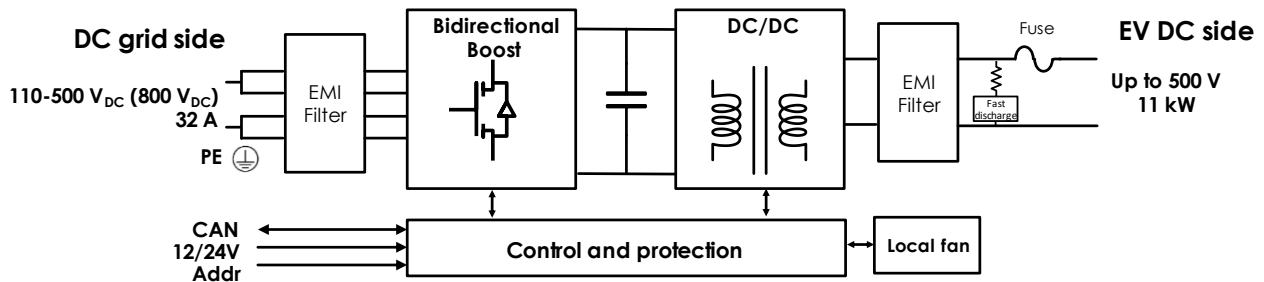 DC grid side
110-500 VDC (800 VDC)
32 A
PE
EMI
Filter
Bidirectional
Boost
DC/DC
EMI
Filter
Fuse
Fast
discharge
EV DC side
Up to 500 V
11 kW
CAN
12/24V
Addr
Control and protection
Local fan